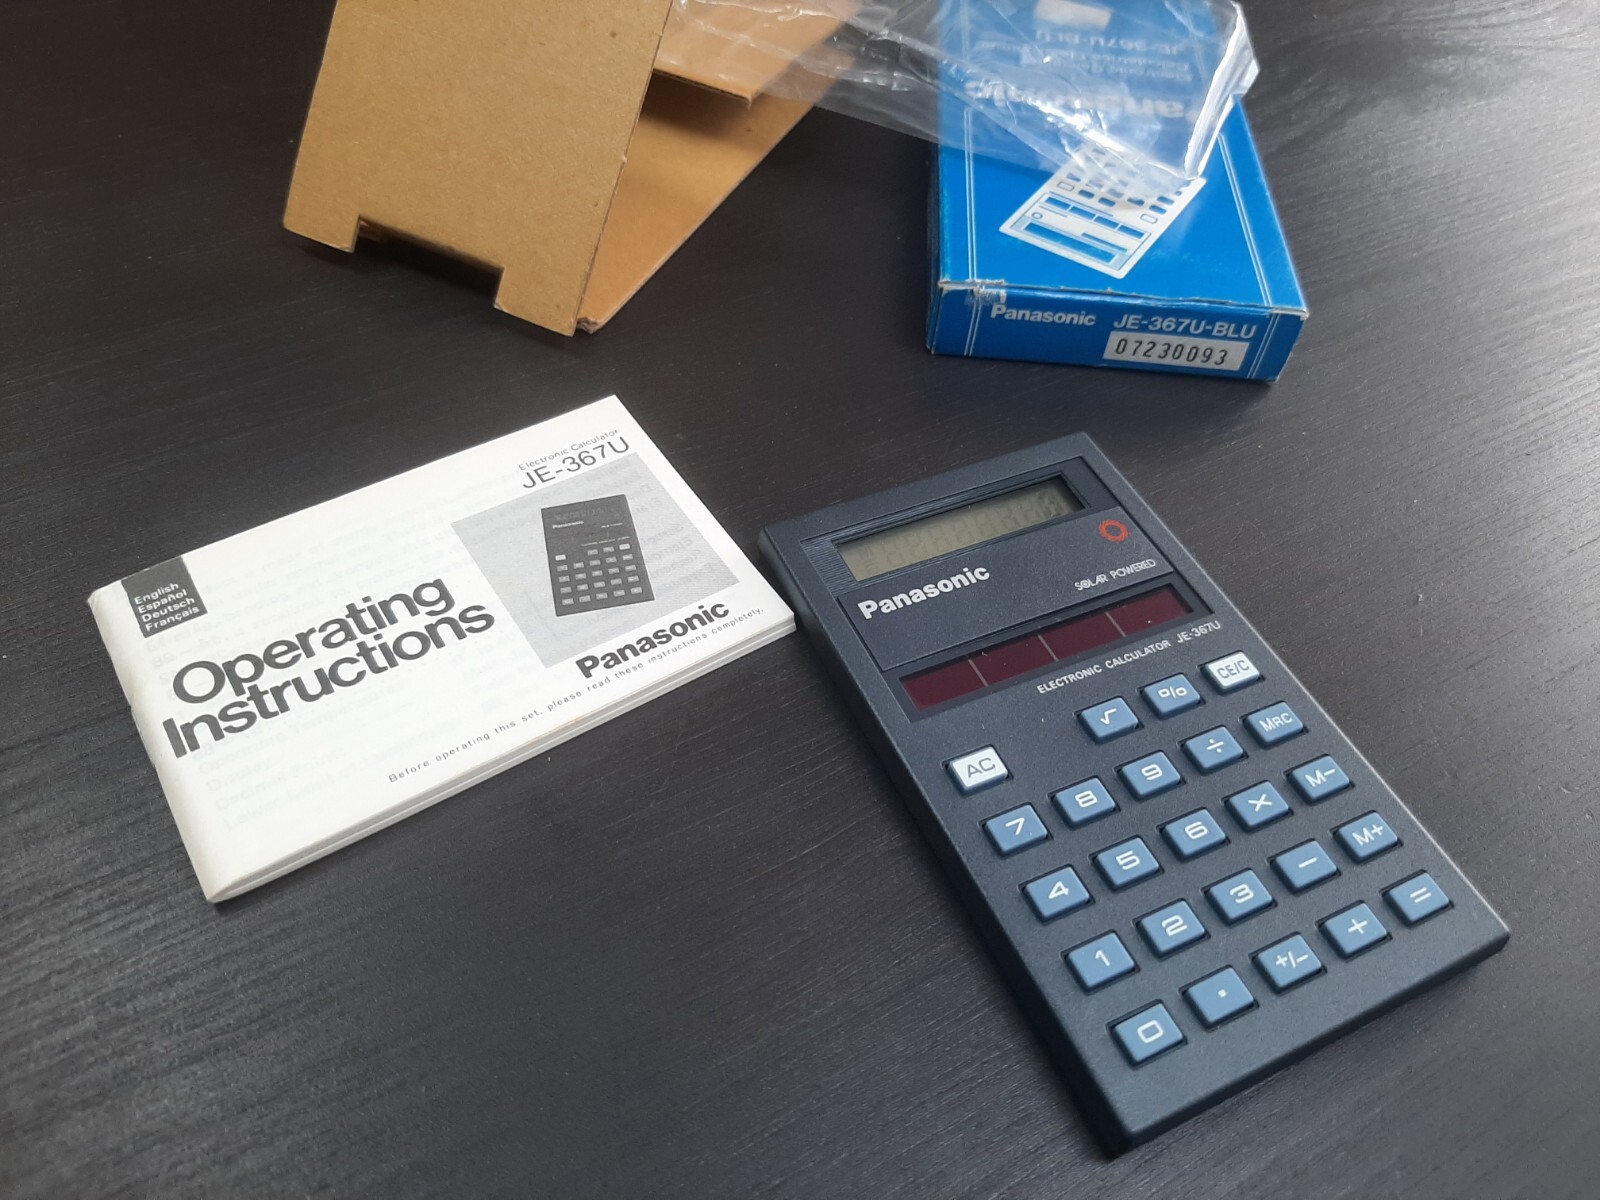 Panasonic JE-367U-BLU
07230093
Electronic Calculator
JE-367U
English
Español
Deutsch
Français
Operating
Instructions
Panasonic
Panasonic
Before operating this set, please read these instructions completely.
Panasonic
SOLAR POWERED
ELECTRONIC CALCULATOR JE-367U
√ % CE/C
AC
7 8 9 ÷ MRC
4 5 6 × M−
1 2 3 − M+
0 . +/− + =